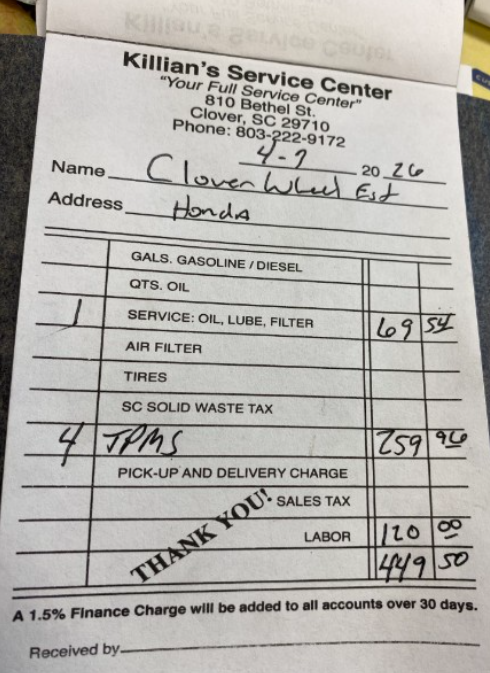 Killian's Service Center
"Your Full Service Center"
810 Bethel St.
Clover, SC 29710
Phone: 803-222-9172
4-7 20 26
Name Clover Wheel Est
Address Honda
GALS. GASOLINE / DIESEL
QTS. OIL
1 SERVICE: OIL, LUBE, FILTER 69 54
AIR FILTER
TIRES
SC SOLID WASTE TAX
4 TPMS 259 96
PICK-UP AND DELIVERY CHARGE
THANK YOU! SALES TAX
LABOR 120 00
449 50
A 1.5% Finance Charge will be added to all accounts over 30 days.
Received by